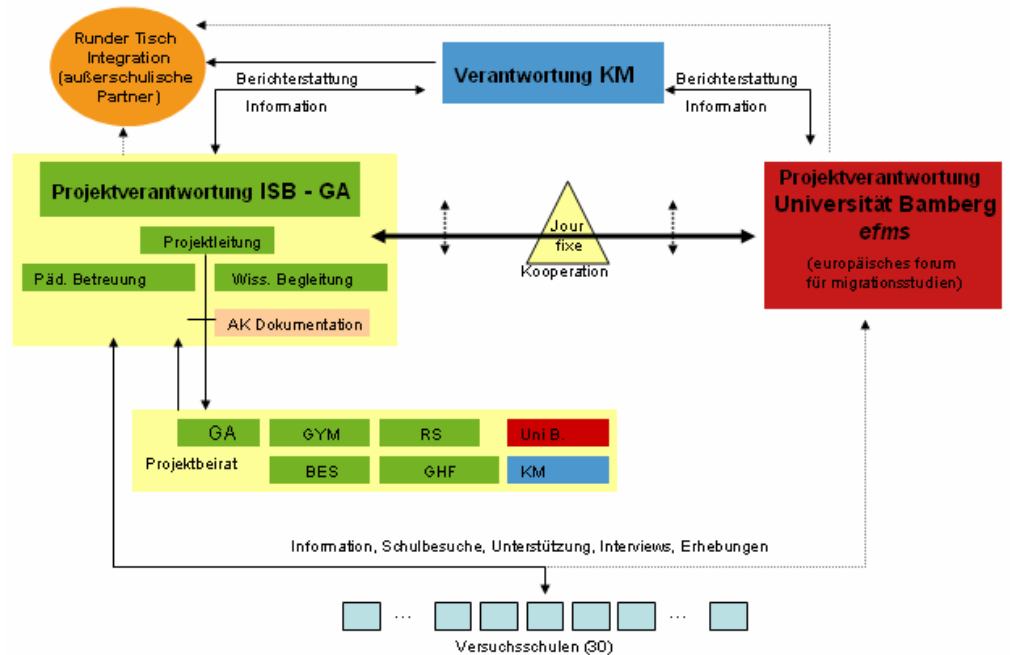 Runder Tisch
Integration
(außerschulische
Partner)
Verantwortung KM
Berichterstattung
Information
Berichterstattung
Information
Projektverantwortung ISB - GA
Projektleitung
Päd. Betreuung
Wiss. Begleitung
AK Dokumentation
Jour
fixe
Kooperation
Projektverantwortung
Universität Bamberg
efms
(europäisches forum
für migrationsstudien)
GA
GYM
RS
Uni B.
Projektbeirat
BES
GHF
KM
Information, Schulbesuche, Unterstützung, Interviews, Erhebungen
... ...
Versuchsschulen (30)